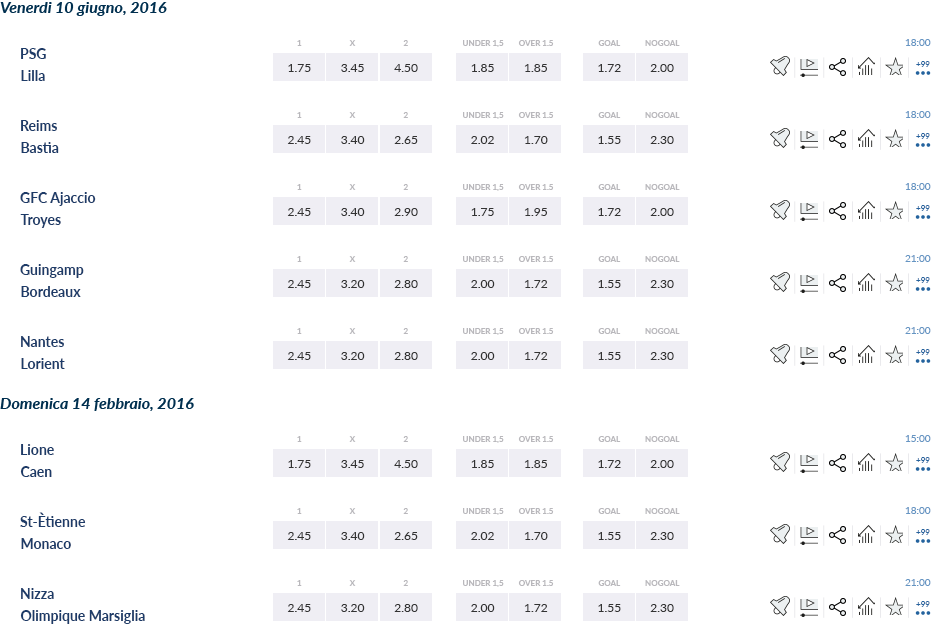 Venerdi 10 giugno, 2016
1 X 2 UNDER 1,5 OVER 1.5 GOAL NOGOAL 18:00
PSG
Lilla
1.75 3.45 4.50 1.85 1.85 1.72 2.00 +99
1 X 2 UNDER 1,5 OVER 1.5 GOAL NOGOAL 18:00
Reims
Bastia
2.45 3.40 2.65 2.02 1.70 1.55 2.30 +99
1 X 2 UNDER 1,5 OVER 1.5 GOAL NOGOAL 18:00
GFC Ajaccio
Troyes
2.45 3.40 2.90 1.75 1.95 1.72 2.00 +99
1 X 2 UNDER 1,5 OVER 1.5 GOAL NOGOAL 21:00
Guingamp
Bordeaux
2.45 3.20 2.80 2.00 1.72 1.55 2.30 +99
1 X 2 UNDER 1,5 OVER 1.5 GOAL NOGOAL 21:00
Nantes
Lorient
2.45 3.20 2.80 2.00 1.72 1.55 2.30 +99
Domenica 14 febbraio, 2016
1 X 2 UNDER 1,5 OVER 1.5 GOAL NOGOAL 15:00
Lione
Caen
1.75 3.45 4.50 1.85 1.85 1.72 2.00 +99
1 X 2 UNDER 1,5 OVER 1.5 GOAL NOGOAL 18:00
St-Ètienne
Monaco
2.45 3.40 2.65 2.02 1.70 1.55 2.30 +99
1 X 2 UNDER 1,5 OVER 1.5 GOAL NOGOAL 21:00
Nizza
Olimpique Marsiglia
2.45 3.20 2.80 2.00 1.72 1.55 2.30 +99